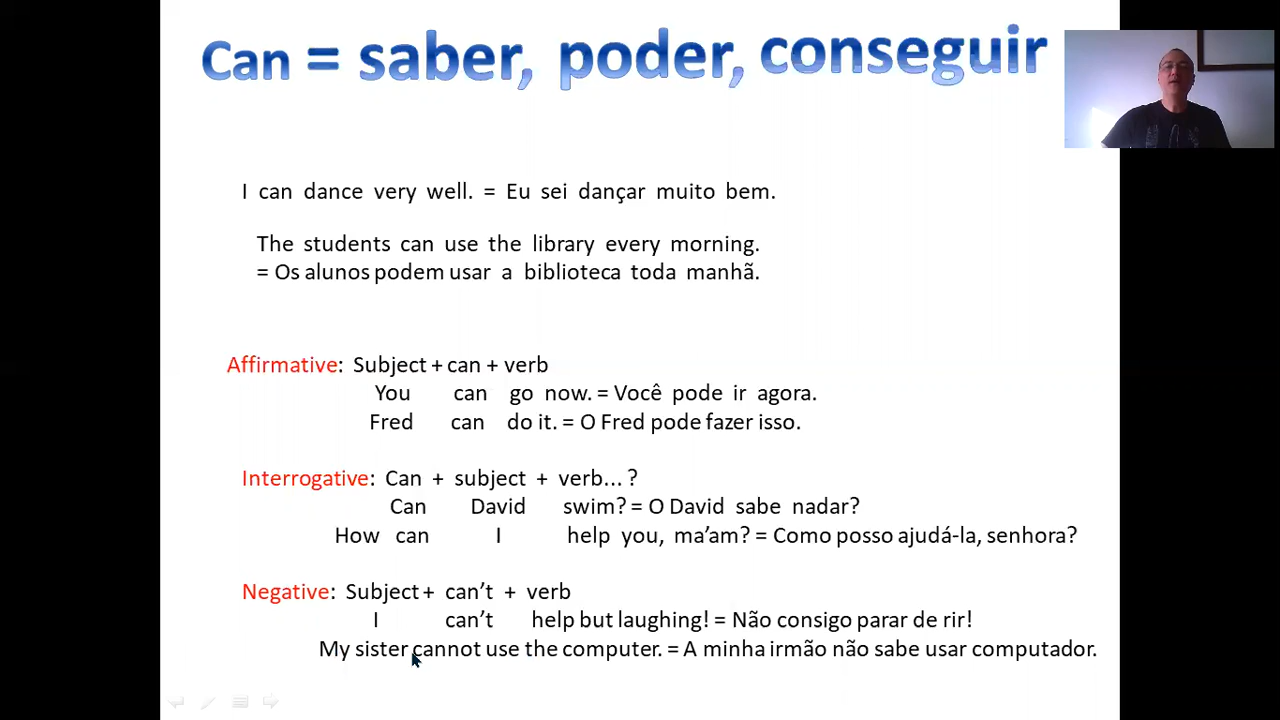 Can = saber, poder, conseguir
I can dance very well. = Eu sei dançar muito bem.
The students can use the library every morning.
= Os alunos podem usar a biblioteca toda manhã.
Affirmative: Subject + can + verb
You can go now. = Você pode ir agora.
Fred can do it. = O Fred pode fazer isso.
Interrogative: Can + subject + verb... ?
Can David swim? = O David sabe nadar?
How can I help you, ma’am? = Como posso ajudá-la, senhora?
Negative: Subject + can’t + verb
I can’t help but laughing! = Não consigo parar de rir!
My sister cannot use the computer. = A minha irmão não sabe usar computador.